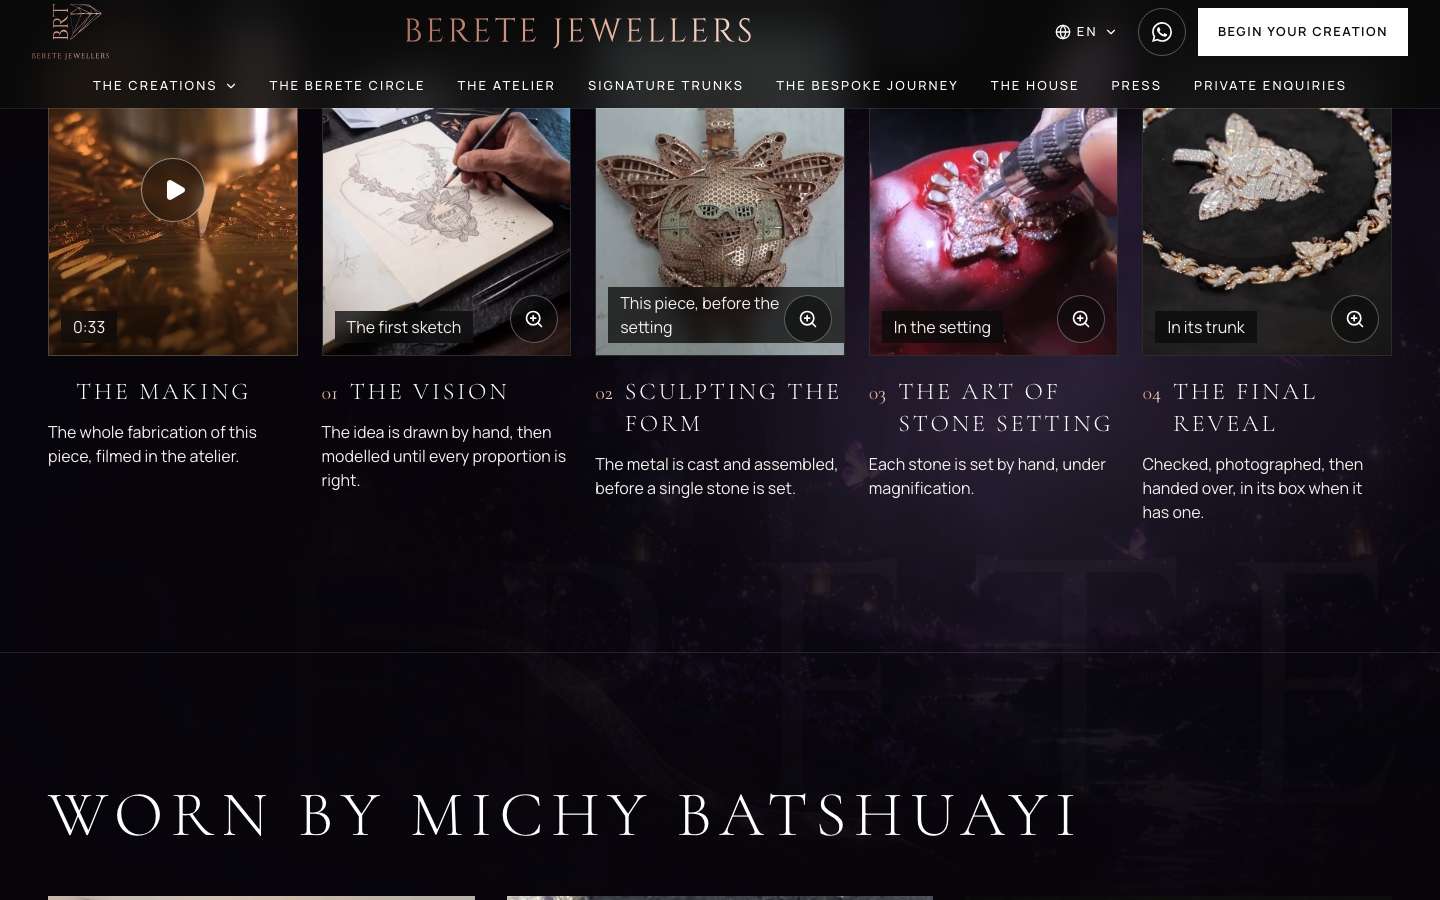 BRT
BERETE JEWELLERS
BERETE JEWELLERS
EN
BEGIN YOUR CREATION
THE CREATIONS
THE BERETE CIRCLE
THE ATELIER
SIGNATURE TRUNKS
THE BESPOKE JOURNEY
THE HOUSE
PRESS
PRIVATE ENQUIRIES
0:33
The first sketch
This piece, before the
setting
In the setting
In its trunk
THE MAKING
The whole fabrication of this
piece, filmed in the atelier.
01 THE VISION
The idea is drawn by hand, then
modelled until every proportion is
right.
02 SCULPTING THE
FORM
The metal is cast and assembled,
before a single stone is set.
03 THE ART OF
STONE SETTING
Each stone is set by hand, under
magnification.
04 THE FINAL
REVEAL
Checked, photographed, then
handed over, in its box when it
has one.
BERETE
WORN BY MICHY BATSHUAYI